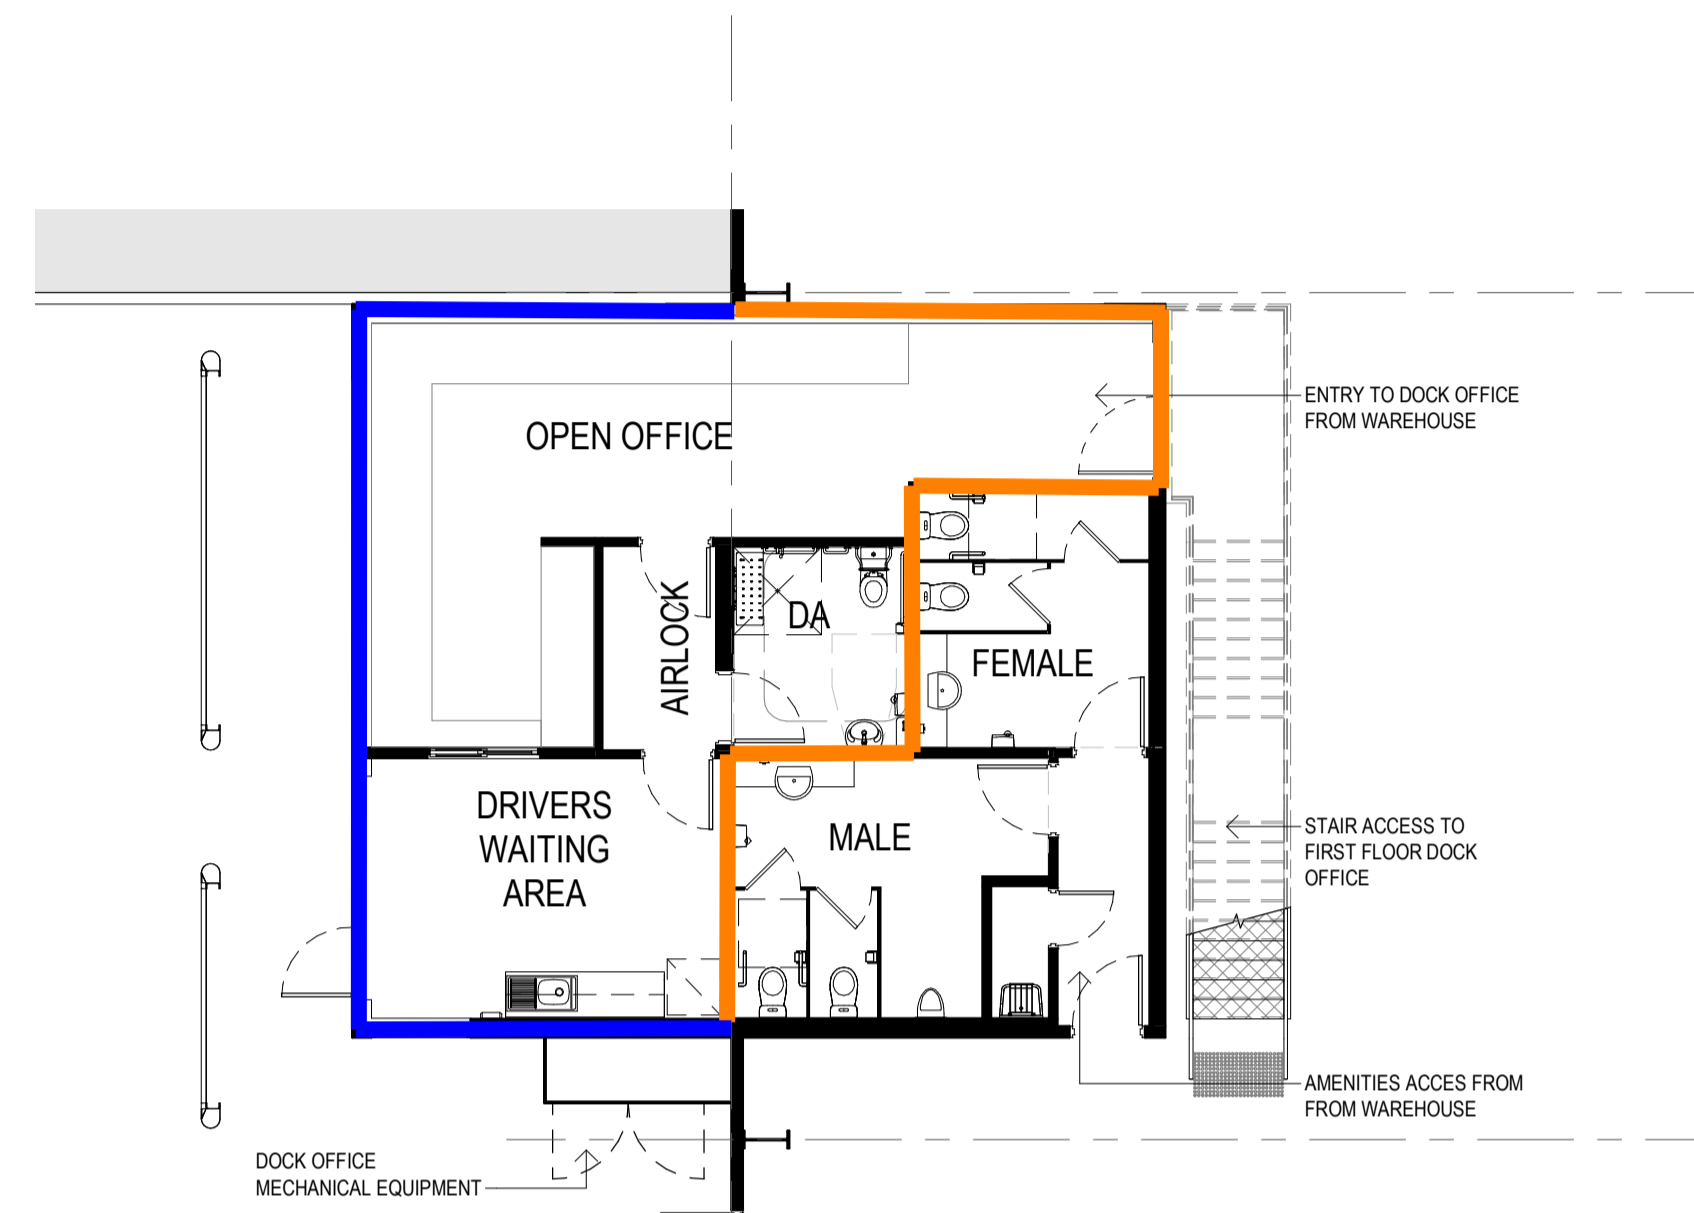 ENTRY TO DOCK OFFICE
FROM WAREHOUSE
OPEN OFFICE
AIRLOCK
DA
FEMALE
DRIVERS
WAITING
AREA
MALE
STAIR ACCESS TO
FIRST FLOOR DOCK
OFFICE
AMENITIES ACCES FROM
FROM WAREHOUSE
DOCK OFFICE
MECHANICAL EQUIPMENT